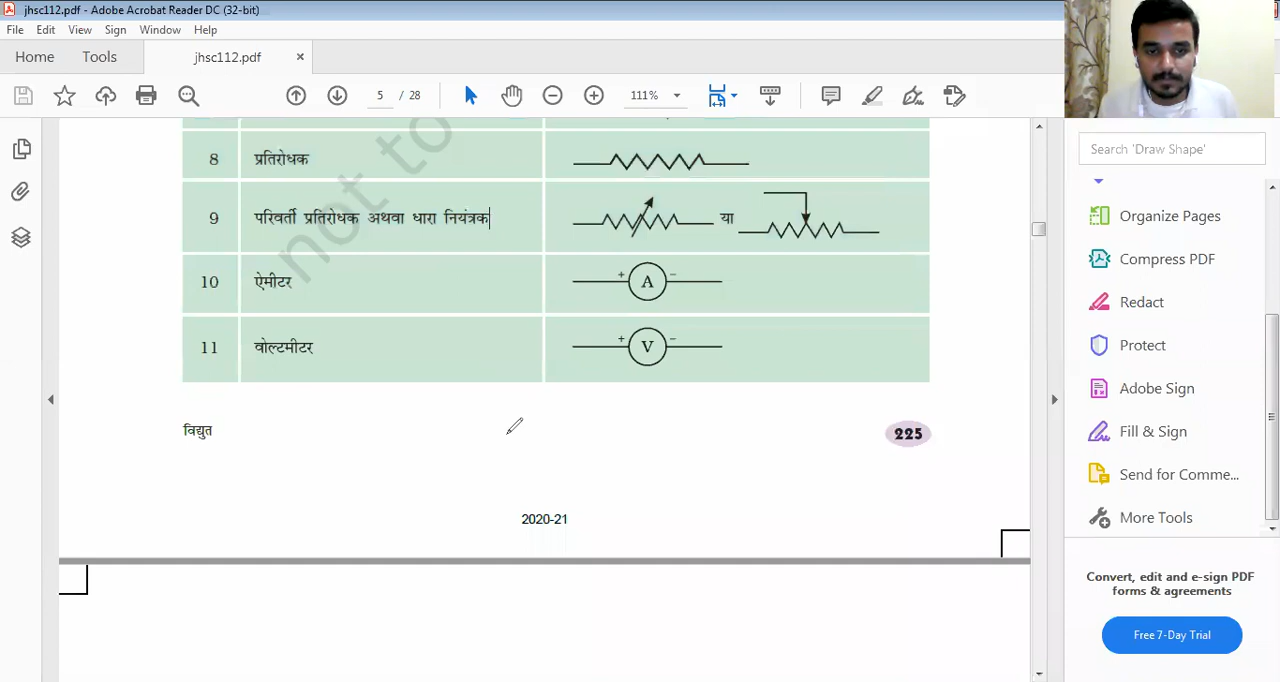 jhsc112.pdf - Adobe Acrobat Reader DC (32-bit)
File Edit View Sign Window Help
Home Tools jhsc112.pdf ×
5 / 28 111%
Search 'Draw Shape'
8 प्रतिरोधक
9 परिवर्ती प्रतिरोधक अथवा धारा नियंत्रक या
10 ऐमीटर + A −
11 वोल्टमीटर + V −
not to
विद्युत 225
2020-21
Organize Pages
Compress PDF
Redact
Protect
Adobe Sign
Fill & Sign
Send for Comme...
More Tools
Convert, edit and e-sign PDF
forms & agreements
Free 7-Day Trial